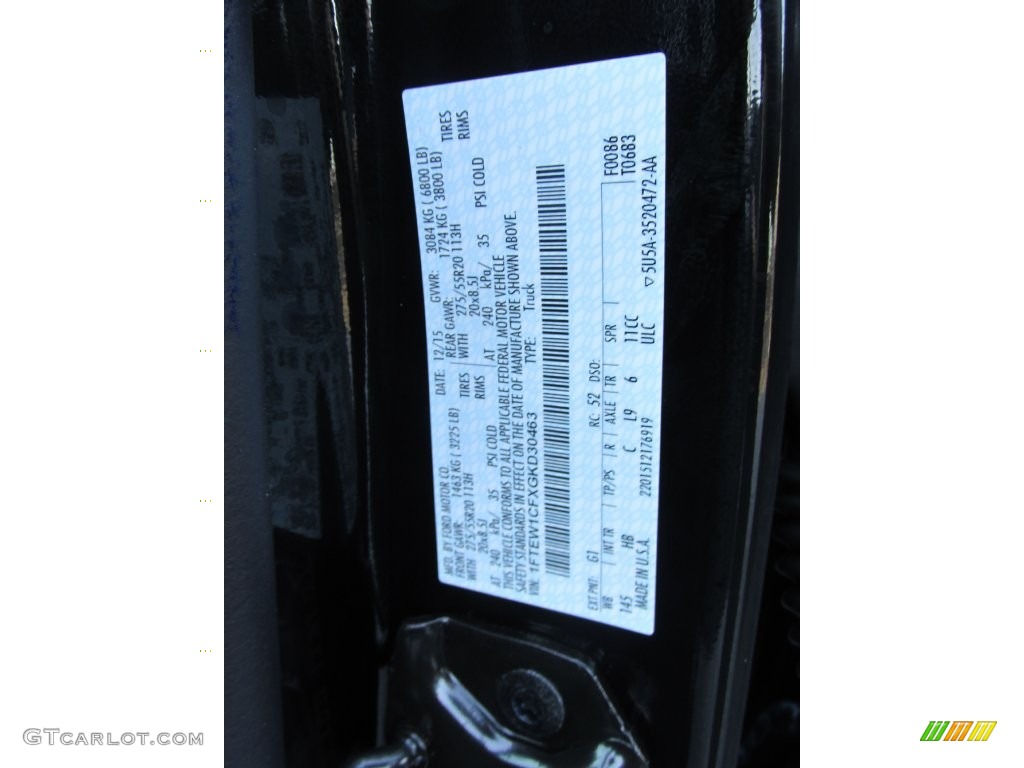 MFD. BY FORD MOTOR CO. DATE: 12/15 GVWR: 3084 KG ( 6800 LB)
FRONT GAWR: 1463 KG ( 3225 LB) REAR GAWR: 1724 KG ( 3800 LB)
WITH 275/55R20 113H TIRES WITH 275/55R20 113H TIRES
20x8.5J RIMS 20x8.5J RIMS
AT 240 kPa/ 35 PSI COLD AT 240 kPa/ 35 PSI COLD
THIS VEHICLE CONFORMS TO ALL APPLICABLE FEDERAL MOTOR VEHICLE
SAFETY STANDARDS IN EFFECT ON THE DATE OF MANUFACTURE SHOWN ABOVE.
VIN: 1FTEW1CFXGKD30463 TYPE: Truck
EXT PNT: G1 RC: 52 DSO: F0086
WB INT TR TP/PS R AXLE TR SPR T0683
145 HB C L9 6 11CC
MADE IN U.S.A. 2201512176919 ULC ▽5U5A-3520472-AA
GTCARLOT.COM